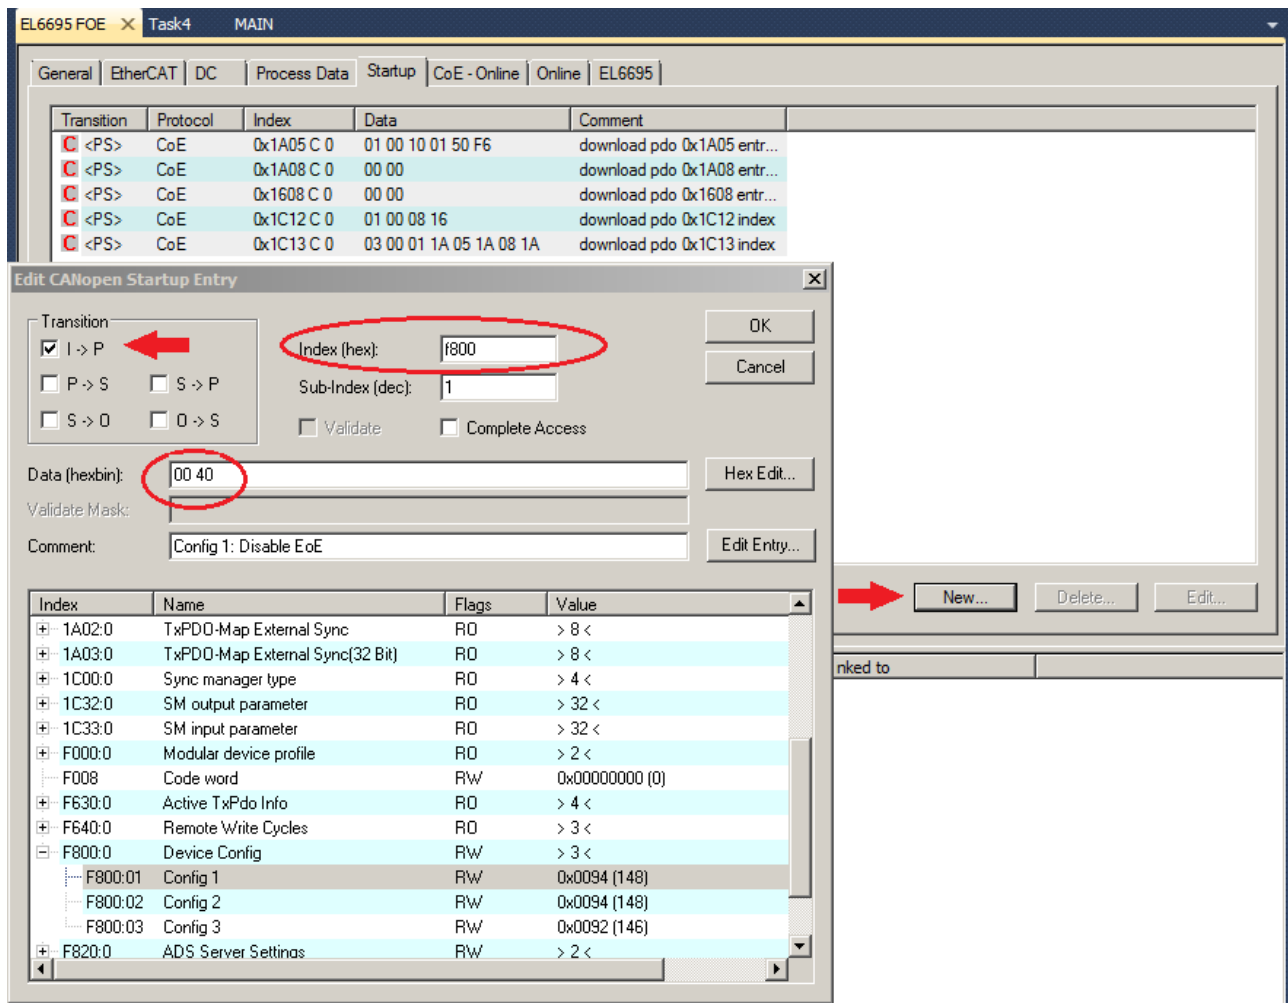 EL6695 FOE Task4 MAIN
General EtherCAT DC Process Data Startup CoE - Online Online EL6695
Transition Protocol Index Data Comment
C <PS> CoE 0x1A05 C 0 01 00 10 01 50 F6 download pdo 0x1A05 entr...
C <PS> CoE 0x1A08 C 0 00 00 download pdo 0x1A08 entr...
C <PS> CoE 0x1608 C 0 00 00 download pdo 0x1608 entr...
C <PS> CoE 0x1C12 C 0 01 00 08 16 download pdo 0x1C12 index
C <PS> CoE 0x1C13 C 0 03 00 01 1A 05 1A 08 1A download pdo 0x1C13 index
Edit CANopen Startup Entry
Transition
I -> P
P -> S S -> P
S -> O O -> S
Index (hex): f800
Sub-Index (dec): 1
Validate Complete Access
OK
Cancel
Data (hexbin): 00 40 Hex Edit...
Validate Mask:
Comment: Config 1: Disable EoE Edit Entry...
New... Delete... Edit...
nked to
Index Name Flags Value
1A02:0 TxPDO-Map External Sync RO > 8 <
1A03:0 TxPDO-Map External Sync(32 Bit) RO > 8 <
1C00:0 Sync manager type RO > 4 <
1C32:0 SM output parameter RO > 32 <
1C33:0 SM input parameter RO > 32 <
F000:0 Modular device profile RO > 2 <
F008 Code word RW 0x00000000 (0)
F630:0 Active TxPdo Info RO > 4 <
F640:0 Remote Write Cycles RO > 3 <
F800:0 Device Config RW > 3 <
F800:01 Config 1 RW 0x0094 (148)
F800:02 Config 2 RW 0x0094 (148)
F800:03 Config 3 RW 0x0092 (146)
F820:0 ADS Server Settings RW > 2 <